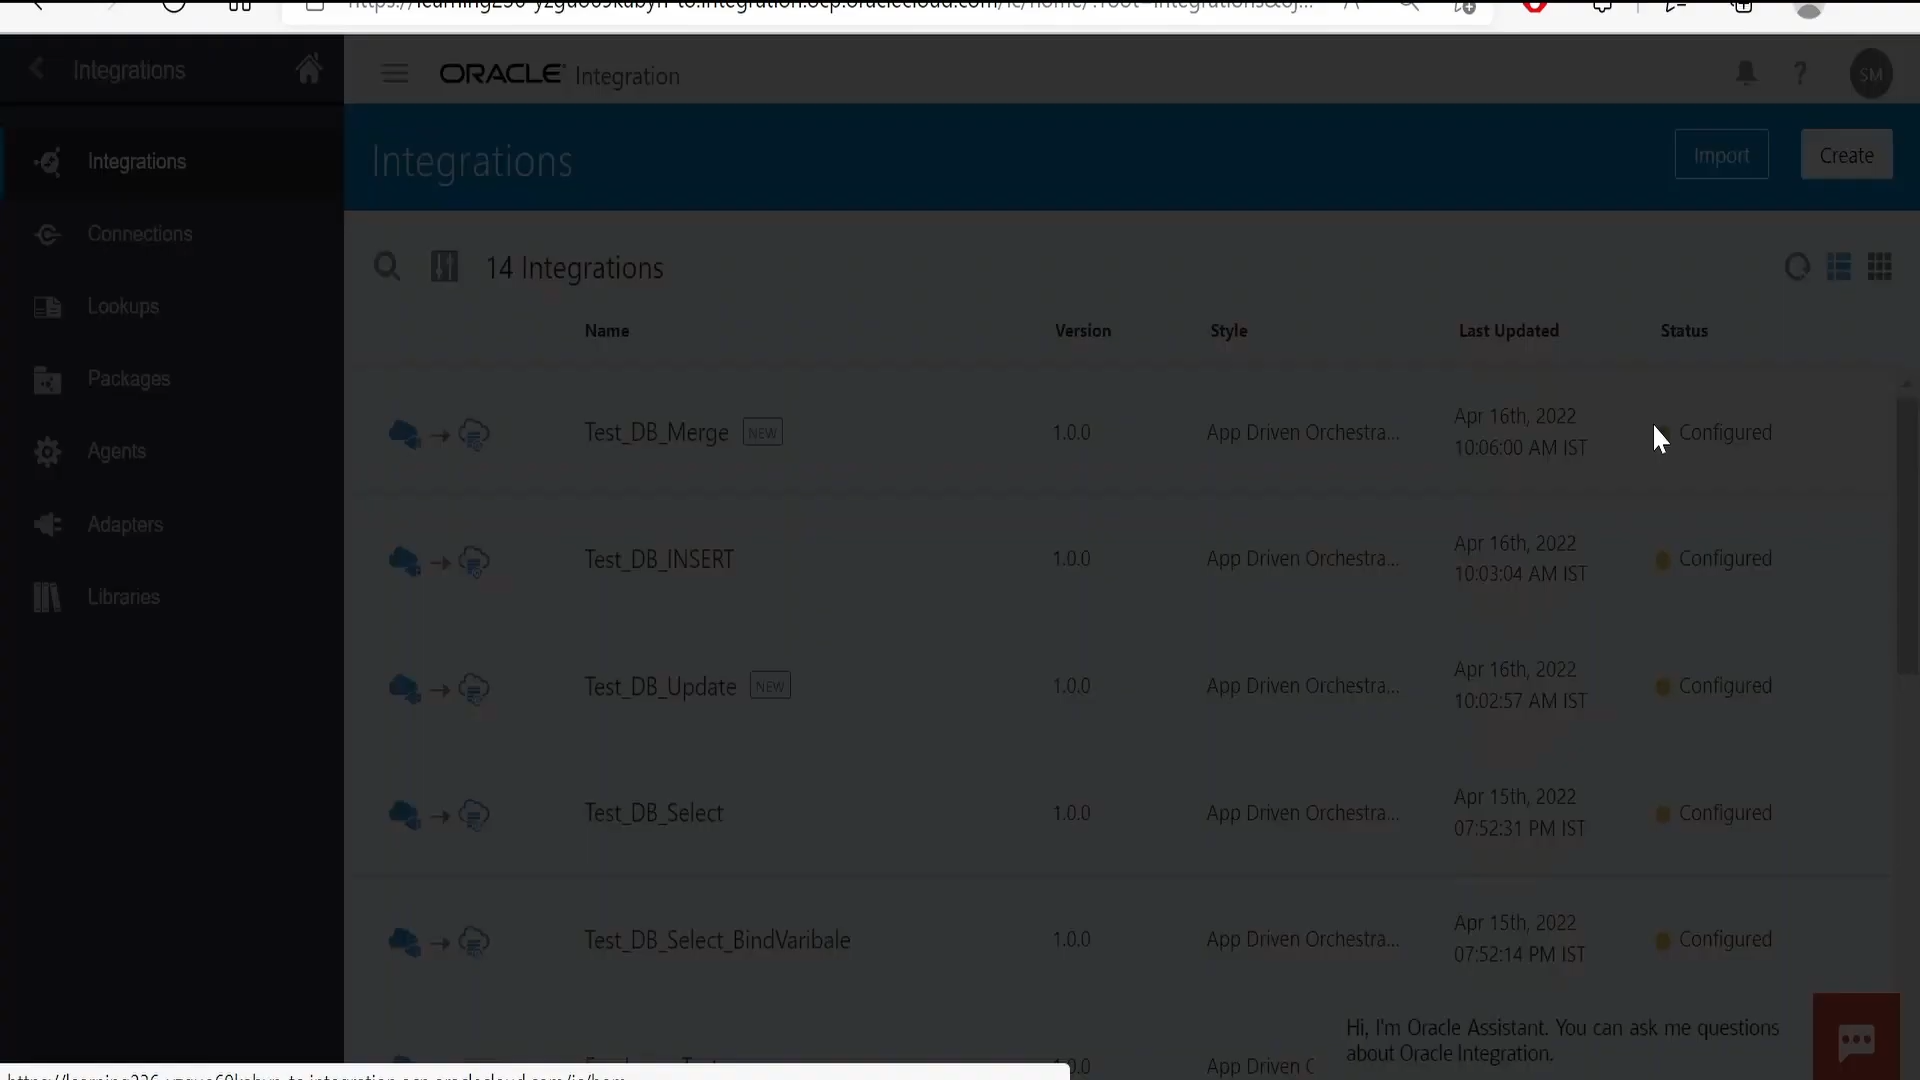 Integrations
ORACLE Integration
SM
Integrations
Connections
Lookups
Packages
Agents
Adapters
Libraries
Integrations
Import
Create
14 Integrations
Name Version Style Last Updated Status
Test_DB_Merge NEW 1.0.0 App Driven Orchestra... Apr 16th, 2022 10:06:00 AM IST Configured
Test_DB_INSERT 1.0.0 App Driven Orchestra... Apr 16th, 2022 10:03:04 AM IST Configured
Test_DB_Update NEW 1.0.0 App Driven Orchestra... Apr 16th, 2022 10:02:57 AM IST Configured
Test_DB_Select 1.0.0 App Driven Orchestra... Apr 15th, 2022 07:52:31 PM IST Configured
Test_DB_Select_BindVaribale 1.0.0 App Driven Orchestra... Apr 15th, 2022 07:52:14 PM IST Configured
App Driven
Hi, I'm Oracle Assistant. You can ask me questions
about Oracle Integration.